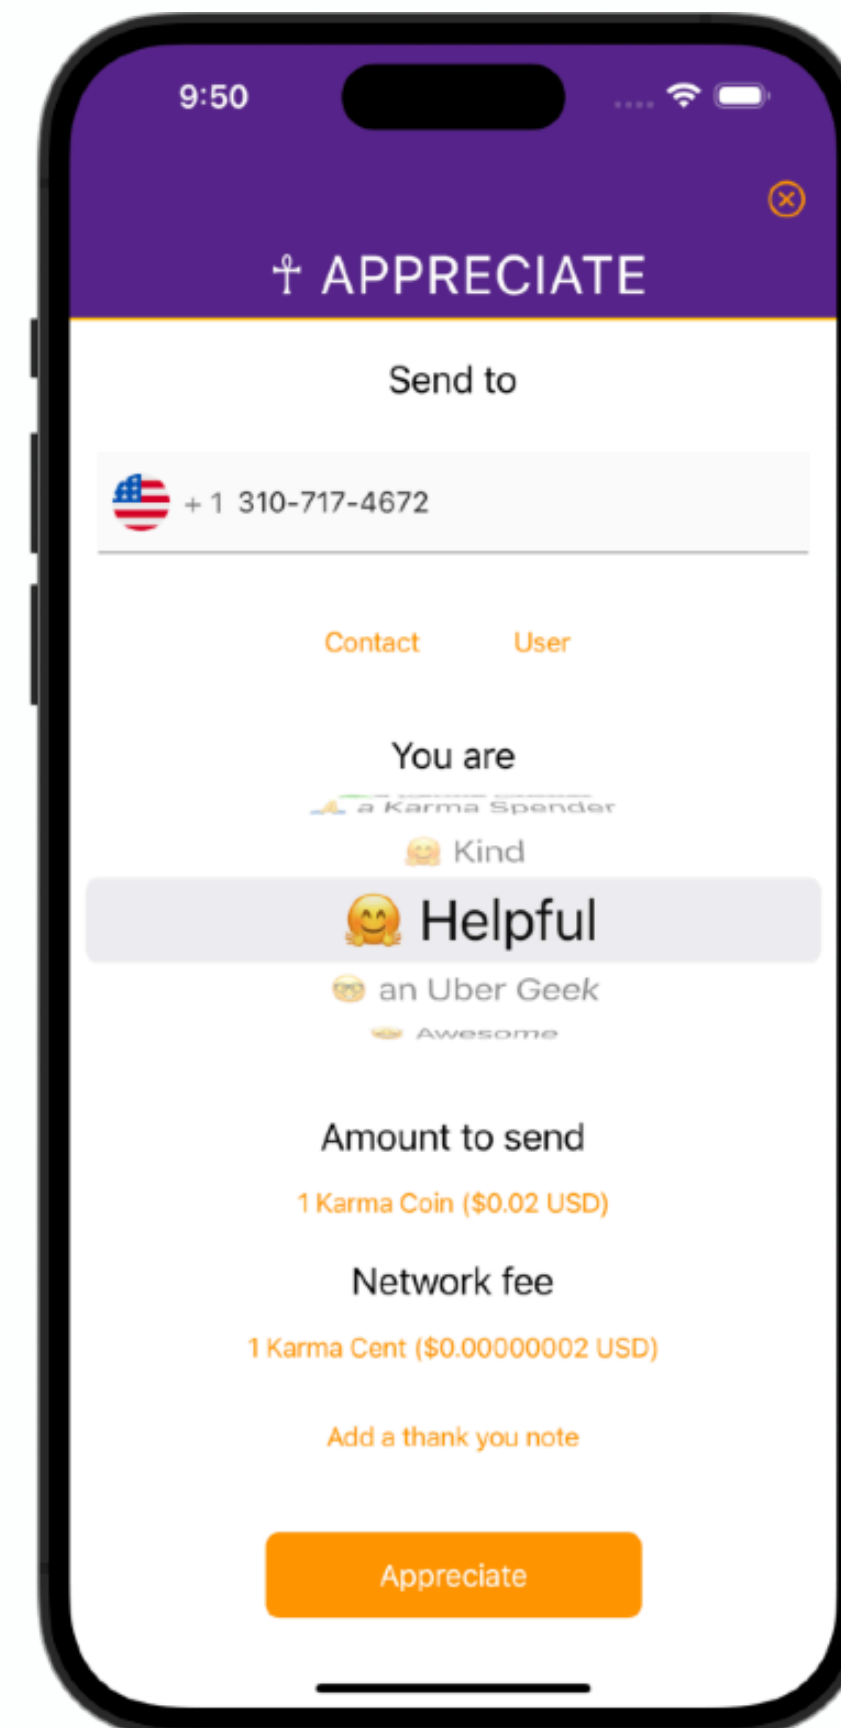 9:50
☥ APPRECIATE
Send to
+ 1 310-717-4672
Contact User
You are
a Karma Spender
🤗 Kind
🤗 Helpful
🤓 an Uber Geek
Awesome
Amount to send
1 Karma Coin ($0.02 USD)
Network fee
1 Karma Cent ($0.00000002 USD)
Add a thank you note
Appreciate